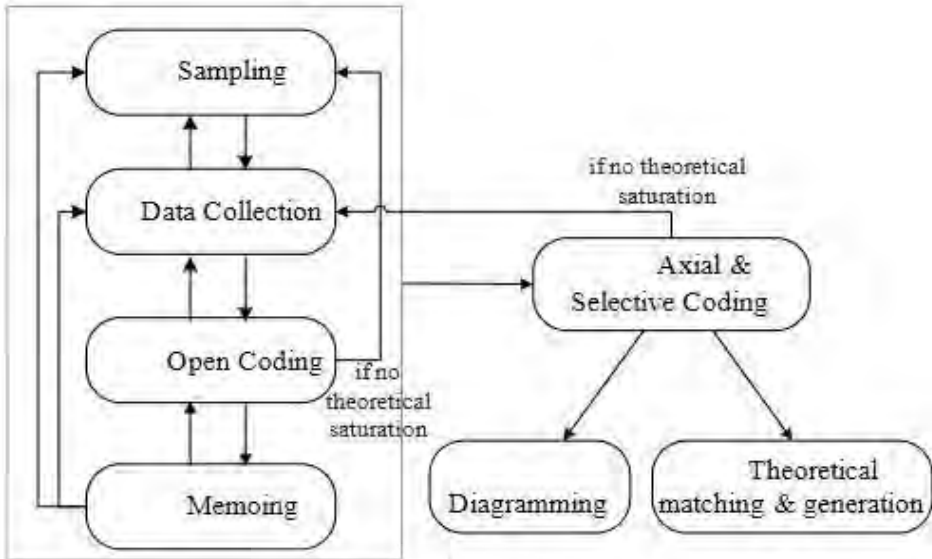 Sampling
Data Collection
Open Coding
if no
theoretical
saturation
Memoing
if no theoretical
saturation
Axial &
Selective Coding
Diagramming
Theoretical
matching & generation